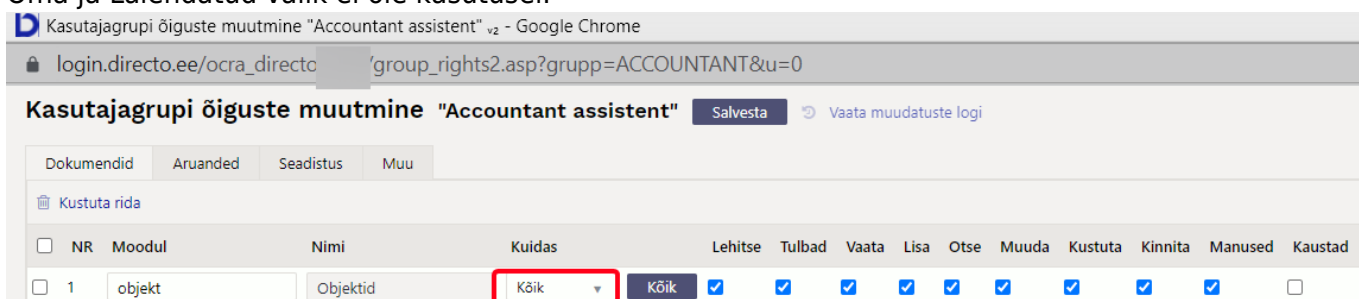 Kasutajagrupi õiguste muutmine "Accountant assistent" v2 - Google Chrome
login.directo.ee/ocra_directo /group_rights2.asp?grupp=ACCOUNTANT&u=0
Kasutajagrupi õiguste muutmine "Accountant assistent" Salvesta Vaata muudatuste logi
Dokumendid Aruanded Seadistus Muu
Kustuta rida
NR Moodul Nimi Kuidas Lehitse Tulbad Vaata Lisa Otse Muuda Kustuta Kinnita Manused Kaustad
1 objekt Objektid Kõik Kõik